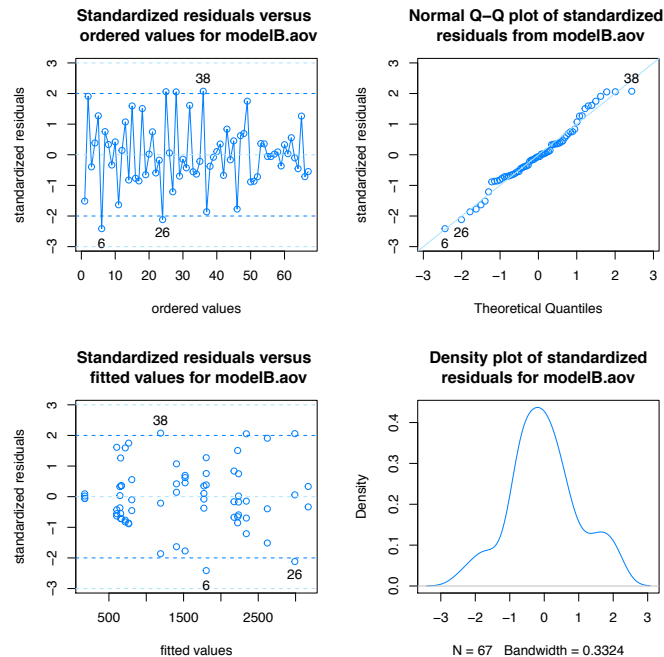 Standardized residuals versus
ordered values for modelB.aov
3
2
1
0
−1
−2
−3
38
26
6
0 10 20 30 40 50 60
standardized residuals
ordered values
Normal Q−Q plot of standardized
residuals from modelB.aov
3
2
1
0
−1
−2
−3
38
26
6
−3 −2 −1 0 1 2 3
standardized residuals
Theoretical Quantiles
Standardized residuals versus
fitted values for modelB.aov
3
2
1
0
−1
−2
−3
38
26
6
500 1500 2500
standardized residuals
fitted values
Density plot of standardized
residuals for modelB.aov
0.4
0.3
0.2
0.1
0.0
−3 −2 −1 0 1 2 3
Density
N = 67 Bandwidth = 0.3324